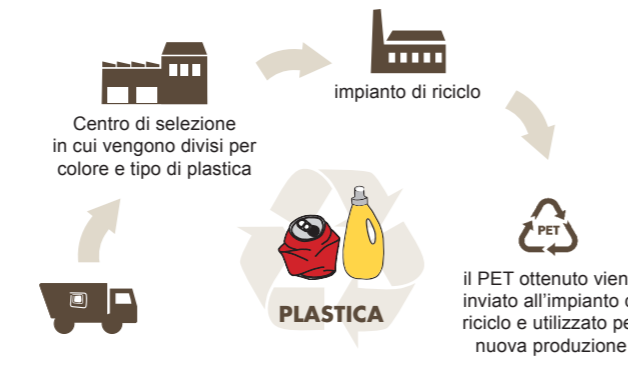 impianto di riciclo
Centro di selezione
in cui vengono divisi per
colore e tipo di plastica
PET
PLASTICA
il PET ottenuto vien
inviato all'impianto
riciclo e utilizzato pe
nuova produzione